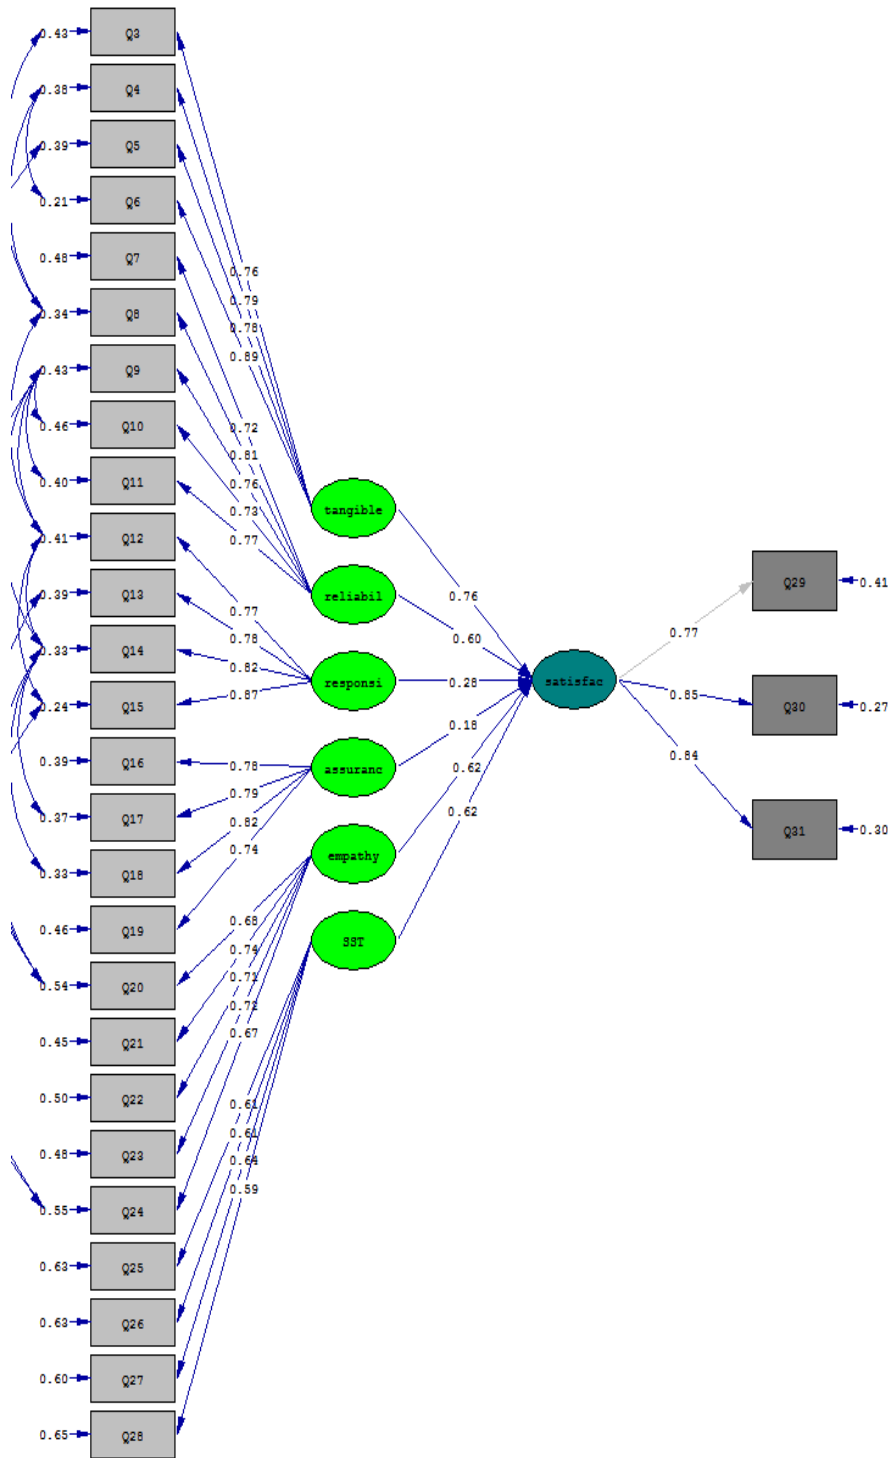 0.43 Q3
0.38 Q4
0.39 Q5
0.21 Q6
0.48 Q7
0.34 Q8
0.43 Q9
0.46 Q10
0.40 Q11
0.41 Q12
0.39 Q13
0.33 Q14
0.24 Q15
0.39 Q16
0.37 Q17
0.33 Q18
0.46 Q19
0.54 Q20
0.45 Q21
0.50 Q22
0.48 Q23
0.55 Q24
0.63 Q25
0.63 Q26
0.60 Q27
0.65 Q28
0.76
0.79
0.78
0.89
0.72
0.81
0.76
0.73
0.77
0.77
0.78
0.82
0.87
0.78
0.79
0.82
0.74
0.68
0.74
0.71
0.72
0.67
0.61
0.61
0.64
0.59
tangible
reliabil
responsi
assuranc
empathy
SST
0.76
0.60
0.28
0.18
0.62
0.62
satisfac
0.77
0.85
0.84
Q29 0.41
Q30 0.27
Q31 0.30